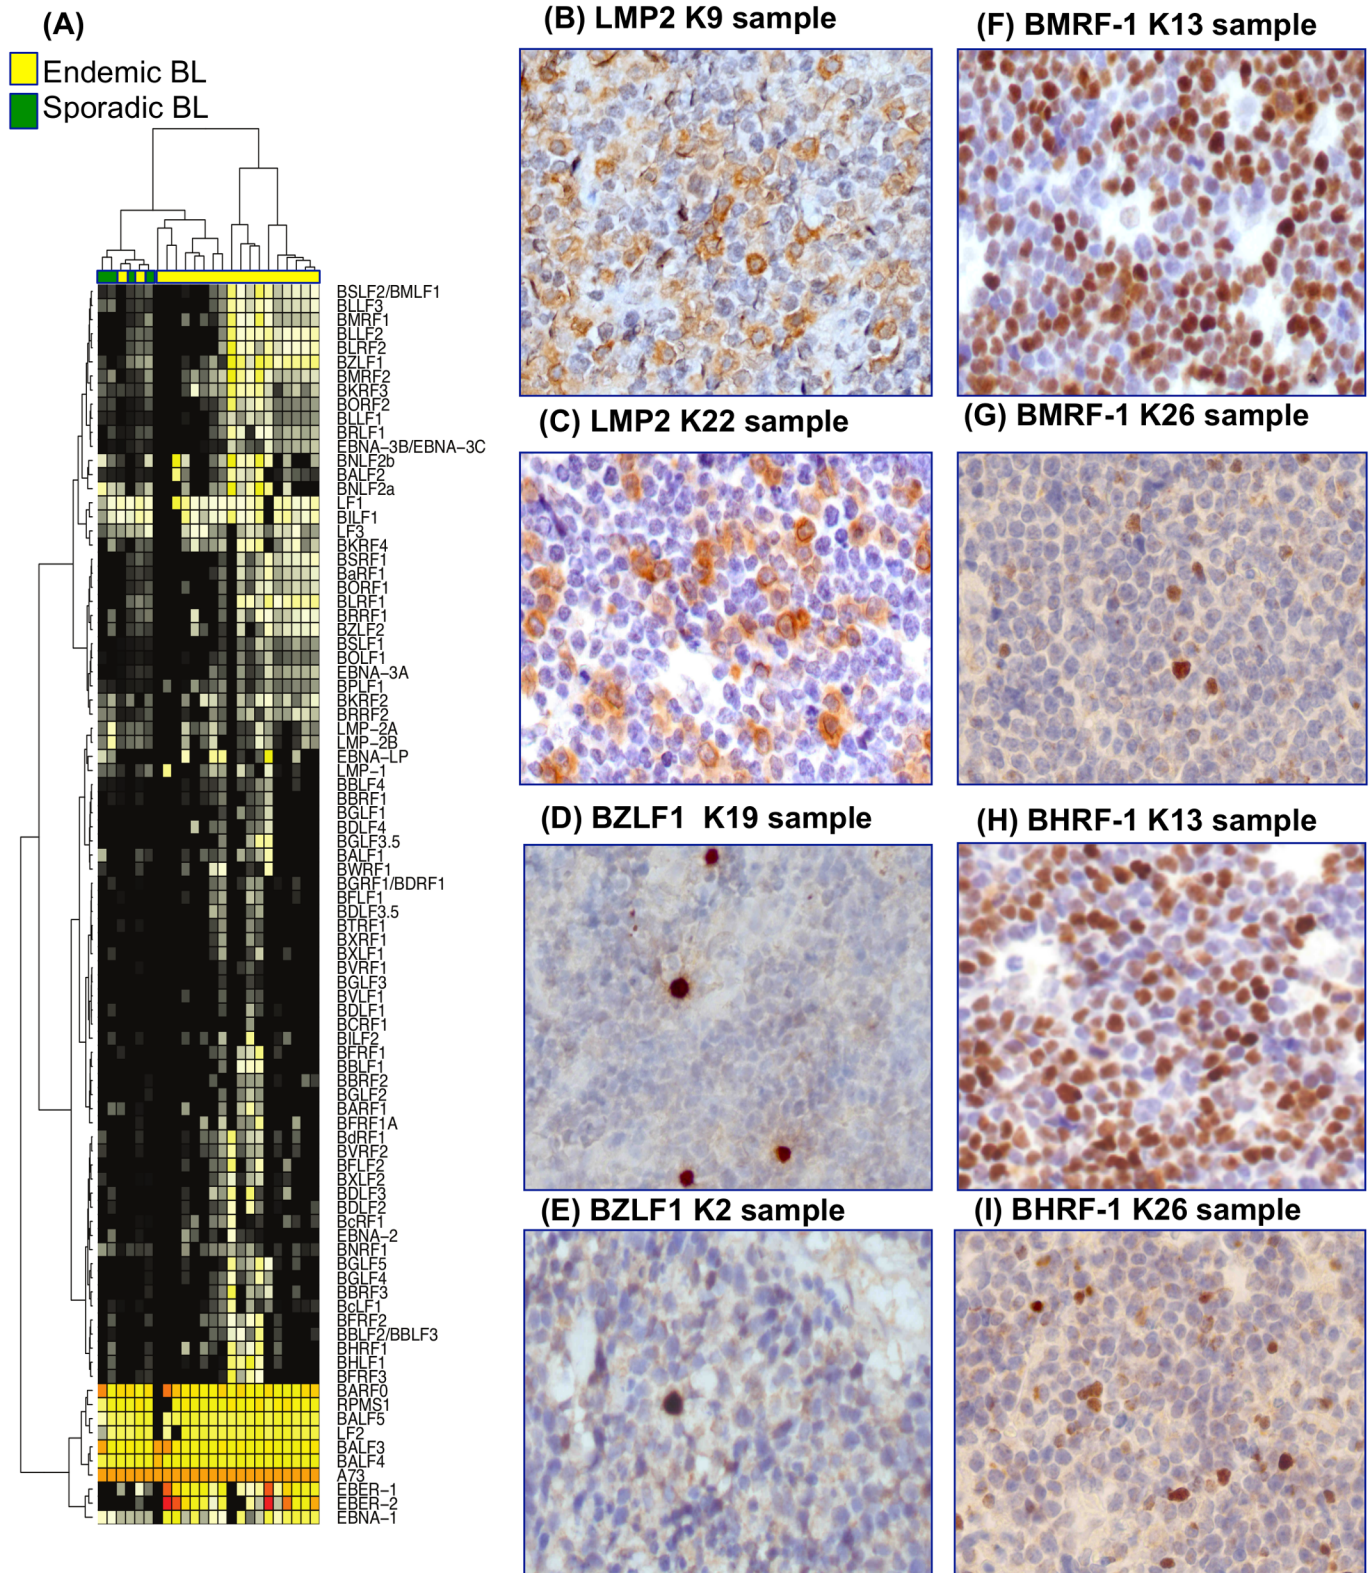 (A)
Endemic BL
Sporadic BL
BSLF2/BMLF1
BLLF3
BMRF1
BLLF2
BLRF2
BZLF1
BMRF2
BKRF3
BORF2
BLLF1
BRLF1
EBNA-3B/EBNA-3C
BNLF2b
BALF2
BNLF2a
LF1
BILF1
LF3
BKRF4
BSRF1
BaRF1
BORF1
BLRF1
BRRF1
BZLF2
BSLF1
BOLF1
EBNA-3A
BPLF1
BKRF2
BRRF2
LMP-2A
LMP-2B
EBNA-LP
LMP-1
BBLF4
BBRF1
BGLF1
BDLF4
BGLF3.5
BALF1
BWRF1
BGRF1/BDRF1
BFLF1
BDLF3.5
BTRF1
BXRF1
BXLF1
BVRF1
BGLF3
BVLF1
BDLF1
BCRF1
BILF2
BFRF1
BBLF1
BBRF2
BGLF2
BARF1
BFRF1A
BdRF1
BVRF2
BFLF2
BXLF2
BDLF3
BDLF2
BcRF1
EBNA-2
BNRF1
BGLF5
BGLF4
BBRF3
BcLF1
BFRF2
BBLF2/BBLF3
BHRF1
BHLF1
BFRF3
BARF0
RPMS1
BALF5
LF2
BALF3
BALF4
A73
EBER-1
EBER-2
EBNA-1
(B) LMP2 K9 sample
(C) LMP2 K22 sample
(D) BZLF1 K19 sample
(E) BZLF1 K2 sample
(F) BMRF-1 K13 sample
(G) BMRF-1 K26 sample
(H) BHRF-1 K13 sample
(I) BHRF-1 K26 sample